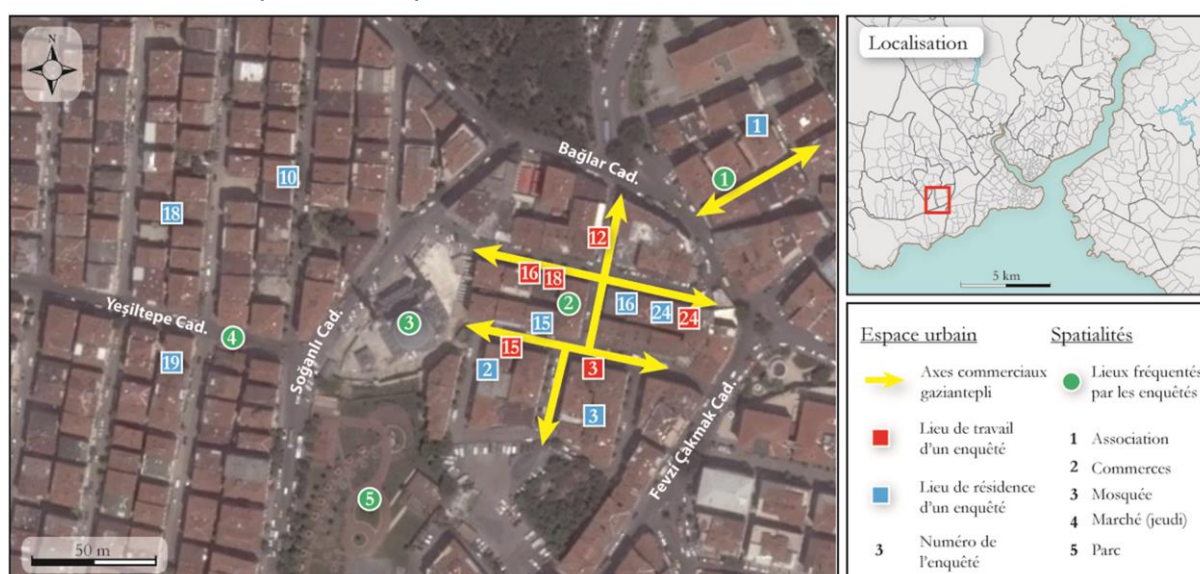 N
Bağlar Cad.
Yeşiltepe Cad.
Soğanlı Cad.
Fevzi Çakmak Cad.
1
1
10
18
12
16
18
2
16
24
24
3
15
15
4
19
2
3
3
5
50 m
Localisation
5 km
Espace urbain
Axes commerciaux
gaziantepli
Lieu de travail
d'un enquêté
Lieu de résidence
d'un enquêté
3 Numéro de
l'enquêté
Spatialités
Lieux fréquentés
par les enquêtés
1 Association
2 Commerces
3 Mosquée
4 Marché (jeudi)
5 Parc